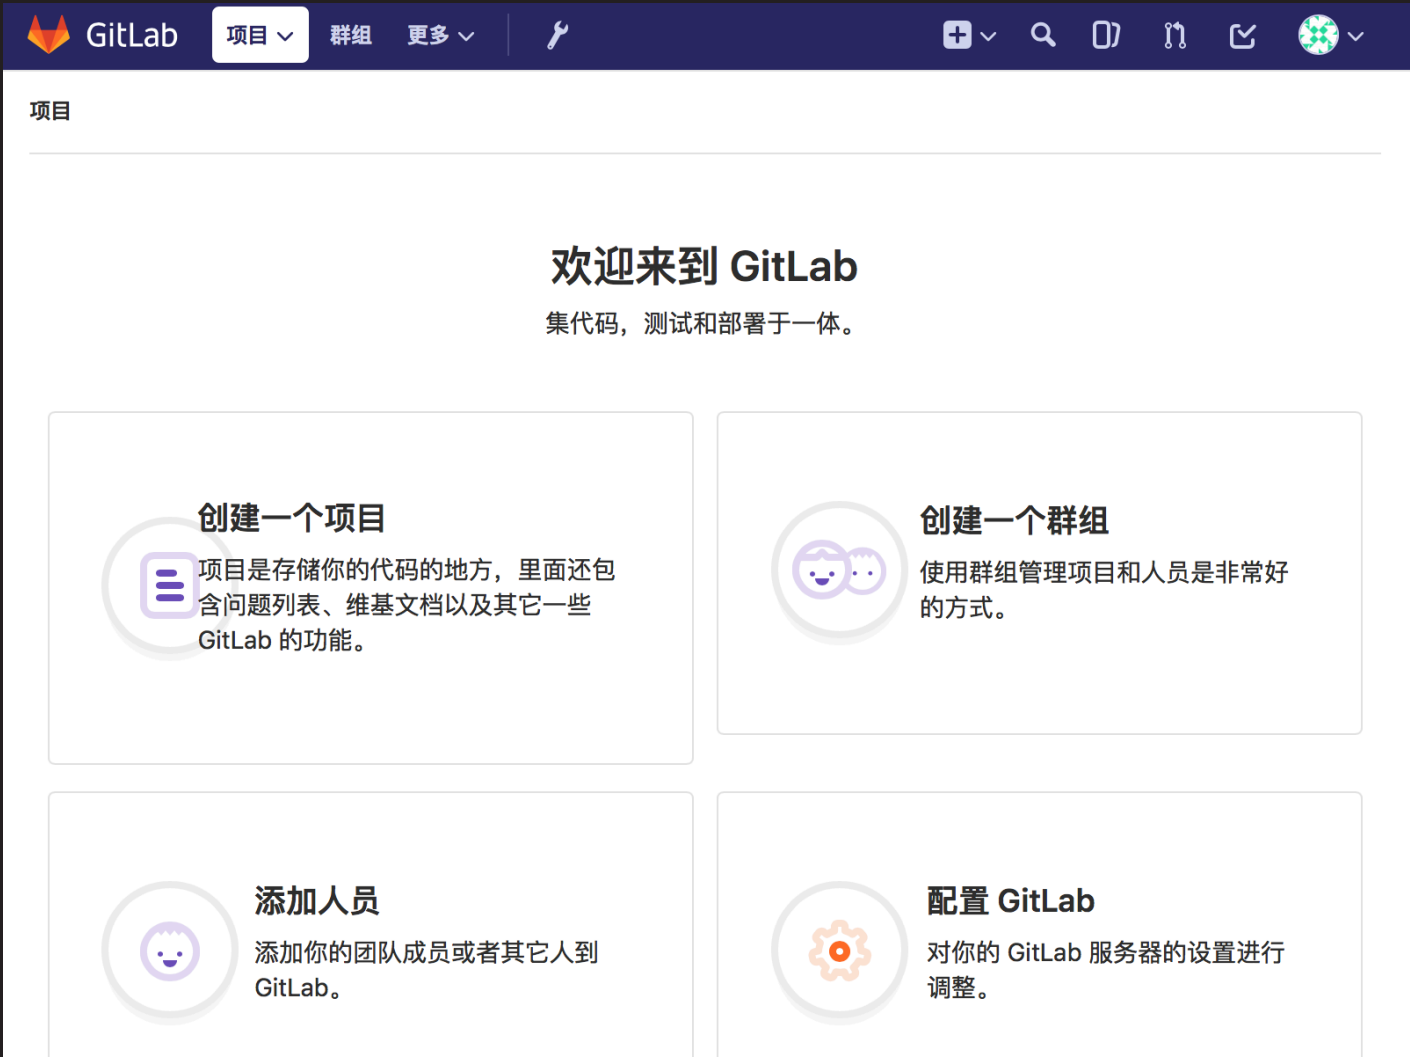 GitLab 项目 群组 更多
项目
欢迎来到 GitLab
集代码，测试和部署于一体。
创建一个项目
项目是存储你的代码的地方，里面还包
含问题列表、维基文档以及其它一些
GitLab 的功能。
创建一个群组
使用群组管理项目和人员是非常好
的方式。
添加人员
添加你的团队成员或者其它人到
GitLab。
配置 GitLab
对你的 GitLab 服务器的设置进行
调整。